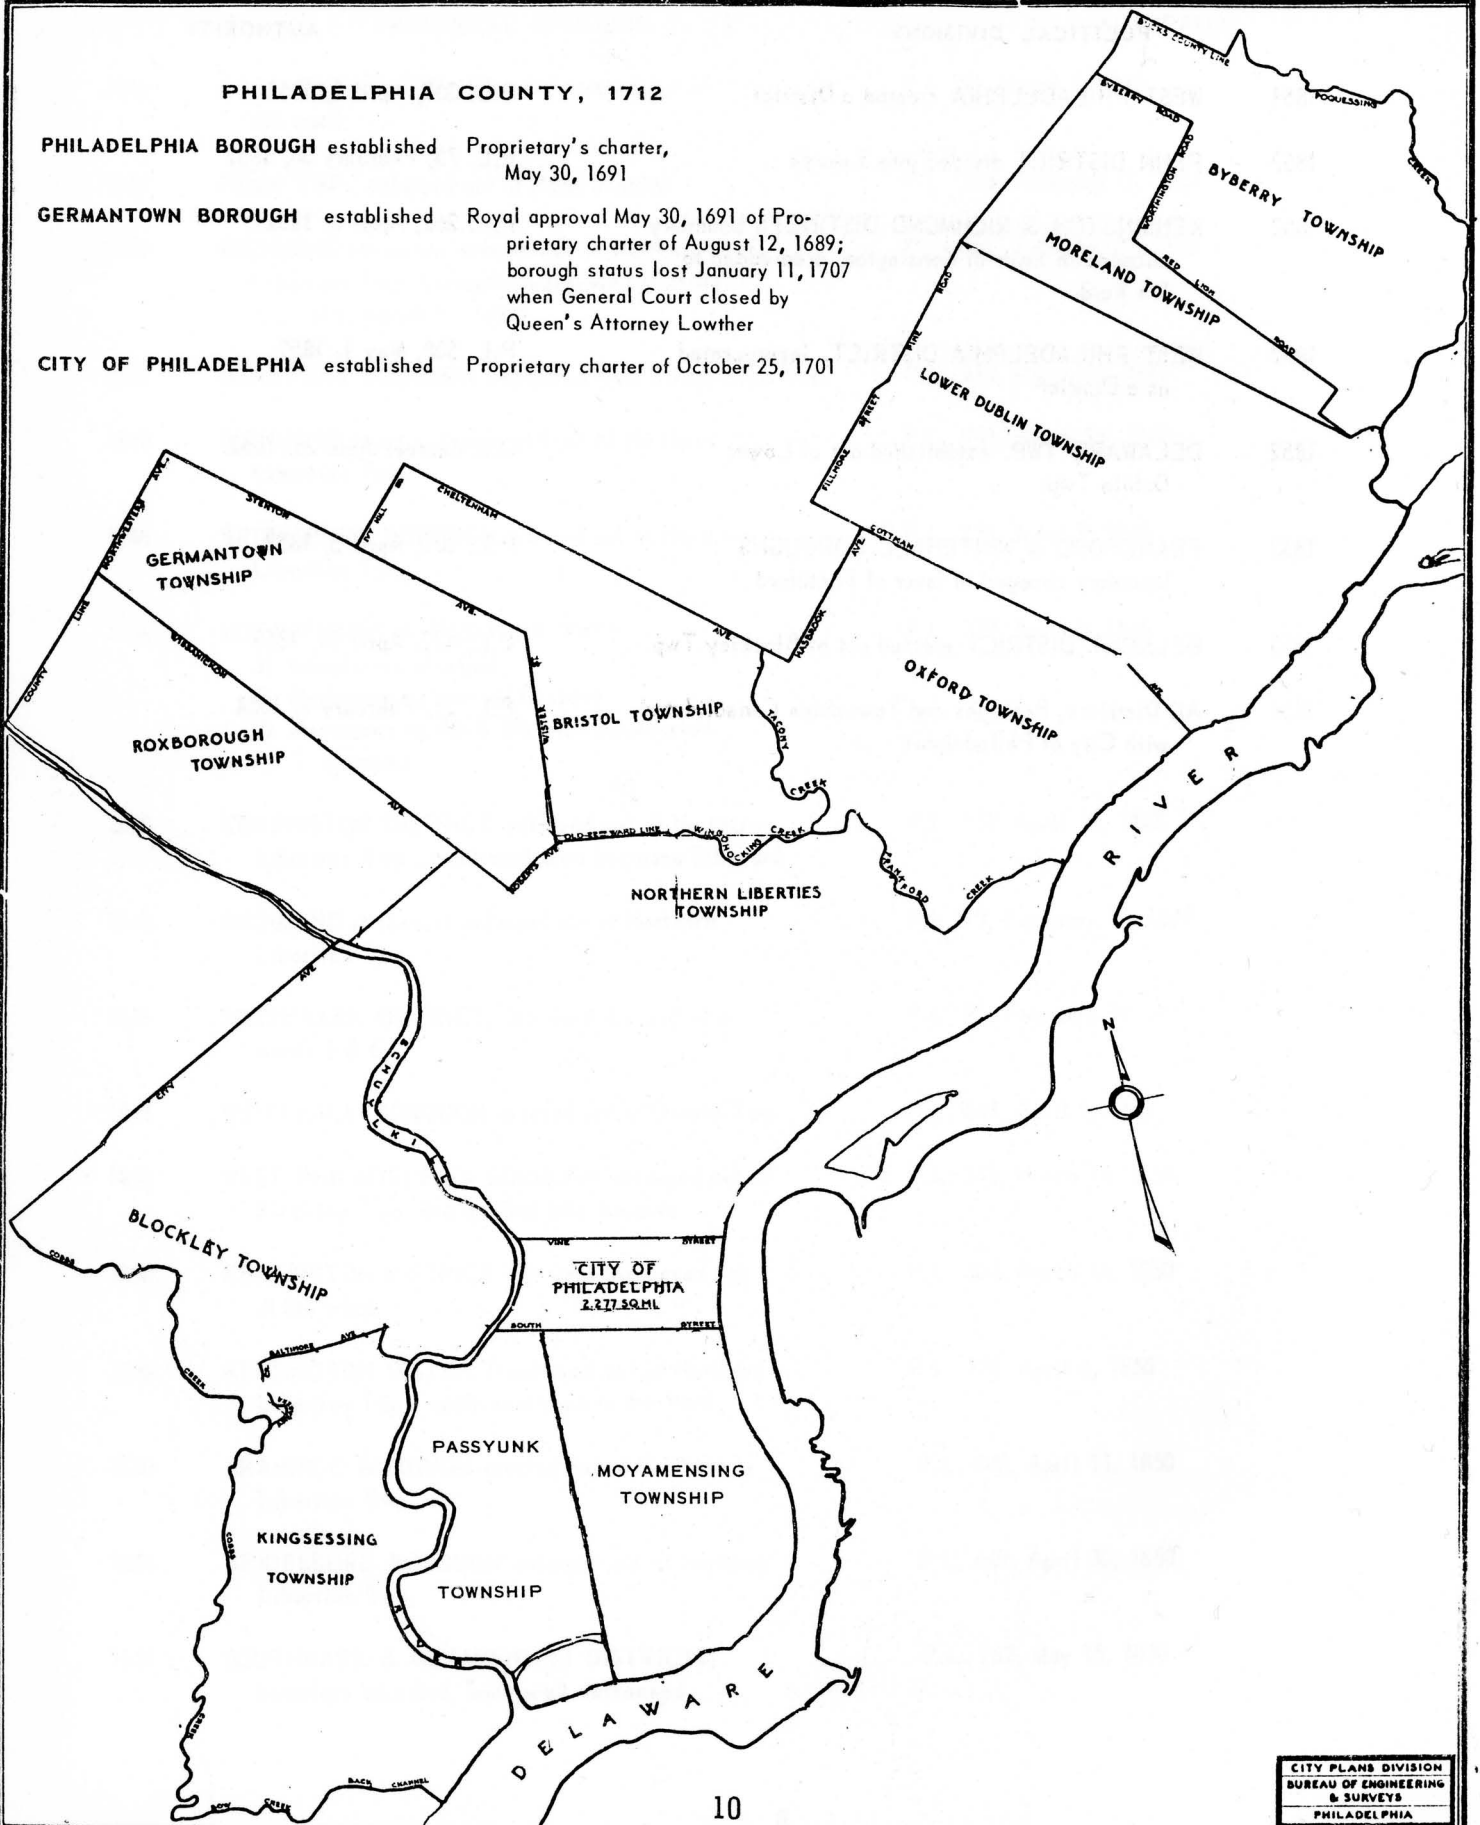 PHILADELPHIA COUNTY, 1712
PHILADELPHIA BOROUGH established Proprietary's charter,
May 30, 1691
GERMANTOWN BOROUGH established Royal approval May 30, 1691 of Pro-
prietary charter of August 12, 1689;
borough status lost January 11, 1707
when General Court closed by
Queen's Attorney Lowther
CITY OF PHILADELPHIA established Proprietary charter of October 25, 1701
BUCKS COUNTY LINE
POQUESSING
CREEK
BYBERRY ROAD
WORTHINGTON ROAD
BYBERRY TOWNSHIP
MORELAND TOWNSHIP
RED LION
ROAD
PINE
ROAD
LOWER DUBLIN TOWNSHIP
FILLMORE STREET
COTTMAN
AVE.
HASBROOK
AVE
OXFORD TOWNSHIP
NORTHWESTERN
AVE.
STENTON
AVE.
IVY HILL
CHELTENHAM
AVE
GERMANTOWN
TOWNSHIP
COUNTY
LINE
WISSAHICKON
AVE
ROXBOROUGH
TOWNSHIP
WISTER
ST.
BRISTOL TOWNSHIP
TACONY
CREEK
ROBERTS AVE
OLD 22ND WARD LINE
WINGOHOCKING
CREEK
FRANKFORD
CREEK
NORTHERN LIBERTIES
TOWNSHIP
RIVER
N
CITY
AVE
SCHUYLKILL
BLOCKLEY TOWNSHIP
COBBS
CREEK
VINE STREET
CITY OF
PHILADELPHIA
2.277 SQ. MI.
SOUTH STREET
BALTIMORE AVE
PASSYUNK
TOWNSHIP
MOYAMENSING
TOWNSHIP
KINGSESSING
TOWNSHIP
COBBS
CREEK
RIVER
DELAWARE
BOW CREEK
BACK CHANNEL
10
CITY PLANS DIVISION
BUREAU OF ENGINEERING
& SURVEYS
PHILADELPHIA